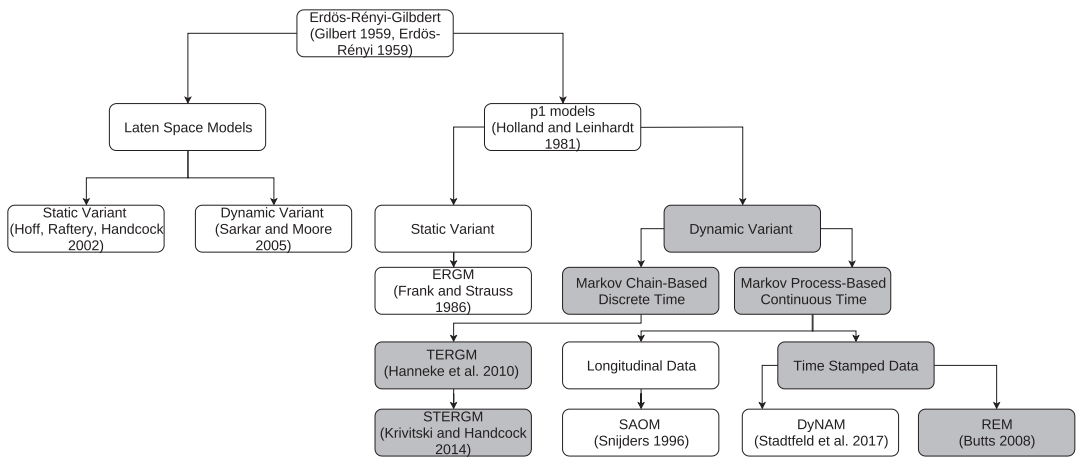 Erdös-Rényi-Gilbdert
(Gilbert 1959, Erdös-
Rényi 1959)
Laten Space Models
p1 models
(Holland and Leinhardt
1981)
Static Variant
(Hoff, Raftery, Handcock
2002)
Dynamic Variant
(Sarkar and Moore
2005)
Static Variant
Dynamic Variant
ERGM
(Frank and Strauss
1986)
Markov Chain-Based
Discrete Time
Markov Process-Based
Continuous Time
TERGM
(Hanneke et al. 2010)
Longitudinal Data
Time Stamped Data
STERGM
(Krivitski and Handcock
2014)
SAOM
(Snijders 1996)
DyNAM
(Stadtfeld et al. 2017)
REM
(Butts 2008)